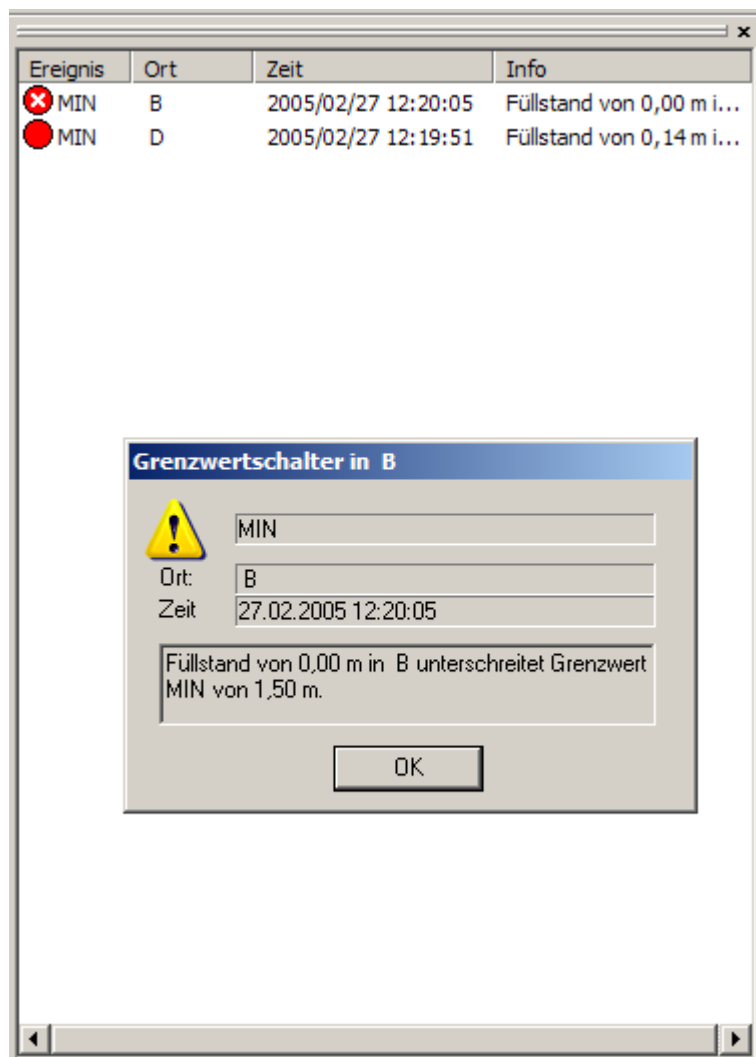 Ereignis Ort Zeit Info
MIN B 2005/02/27 12:20:05 Füllstand von 0,00 m i...
MIN D 2005/02/27 12:19:51 Füllstand von 0,14 m i...
Grenzwertschalter in B
MIN
Ort: B
Zeit 27.02.2005 12:20:05
Füllstand von 0,00 m in B unterschreitet Grenzwert
MIN von 1,50 m.
OK